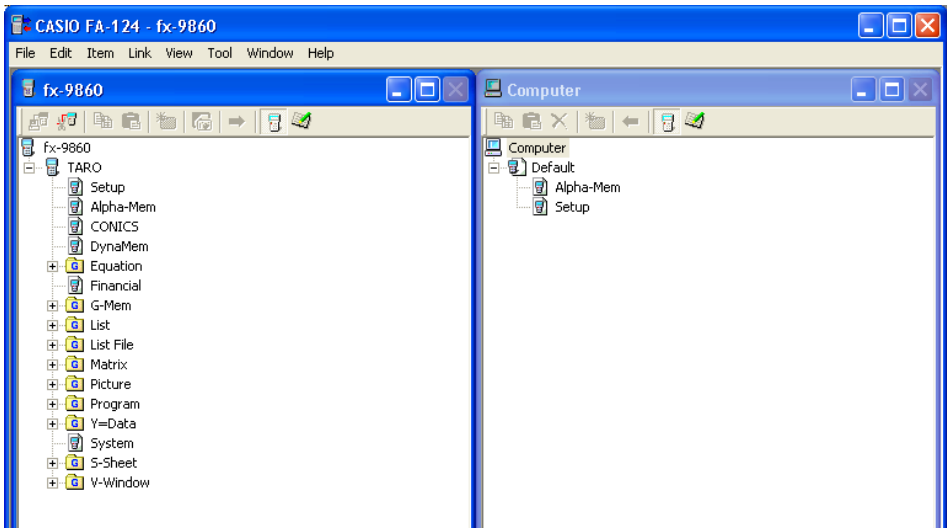 CASIO FA-124 - fx-9860
File Edit Item Link View Tool Window Help
fx-9860
fx-9860
TARO
Setup
Alpha-Mem
CONICS
DynaMem
G Equation
Financial
G G-Mem
G List
G List File
G Matrix
G Picture
G Program
G Y=Data
System
G S-Sheet
G V-Window
Computer
Computer
Default
Alpha-Mem
Setup